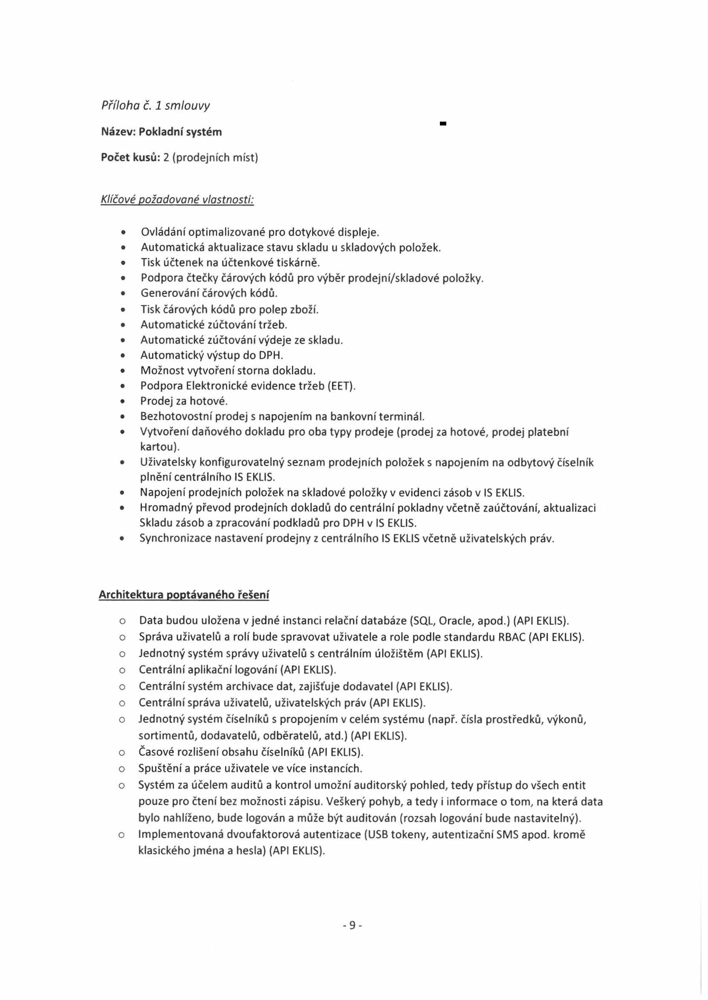 Příloha č. 1 smlouvy
Název: Pokladní systém
Počet kusů: 2 (prodejních míst)
Klíčové požadované vlastnosti:
• Ovládání optimalizované pro dotykové displeje.
• Automatická aktualizace stavu skladu u skladových položek.
• Tisk účtenek na účtenkové tiskárně.
• Podpora čtečky čárových kódů pro výběr prodejní/skladové položky.
• Generování čárových kódů.
• Tisk čárových kódů pro polep zboží.
• Automatické zúčtování tržeb.
• Automatické zúčtování výdeje ze skladu.
• Automatický výstup do DPH.
• Možnost vytvoření storna dokladu.
• Podpora Elektronické evidence tržeb (EET).
• Prodej za hotové.
• Bezhotovostní prodej s napojením na bankovní terminál.
• Vytvoření daňového dokladu pro oba typy prodeje (prodej za hotové, prodej platební
kartou).
• Uživatelsky konfigurovatelný seznam prodejních položek s napojením na odbytový číselník
plnění centrálního IS EKLIS.
• Napojení prodejních položek na skladové položky v evidenci zásob v IS EKLIS.
• Hromadný převod prodejních dokladů do centrální pokladny včetně zaúčtování, aktualizaci
Skladu zásob a zpracování podkladů pro DPH v IS EKLIS.
• Synchronizace nastavení prodejny z centrálního IS EKLIS včetně uživatelských práv.
Architektura poptávaného řešení
o Data budou uložena v jedné instanci relační databáze (SQL, Oracle, apod.) (API EKLIS).
o Správa uživatelů a rolí bude spravovat uživatele a role podle standardu RBAC (API EKLIS).
o Jednotný systém správy uživatelů s centrálním úložištěm (API EKLIS).
o Centrální aplikační logování (API EKLIS).
o Centrální systém archivace dat, zajišťuje dodavatel (API EKLIS).
o Centrální správa uživatelů, uživatelských práv (API EKLIS).
o Jednotný systém číselníků s propojením v celém systému (např. čísla prostředků, výkonů,
sortimentů, dodavatelů, odběratelů, atd.) (API EKLIS).
o Časové rozlišení obsahu číselníků (API EKLIS).
o Spuštění a práce uživatele ve více instancích.
o Systém za účelem auditů a kontrol umožní auditorský pohled, tedy přístup do všech entit
pouze pro čtení bez možnosti zápisu. Veškerý pohyb, a tedy i informace o tom, na která data
bylo nahlíženo, bude logován a může být auditován (rozsah logování bude nastavitelný).
o Implementovaná dvoufaktorová autentizace (USB tokeny, autentizační SMS apod. kromě
klasického jména a hesla) (API EKLIS).
- 9 -